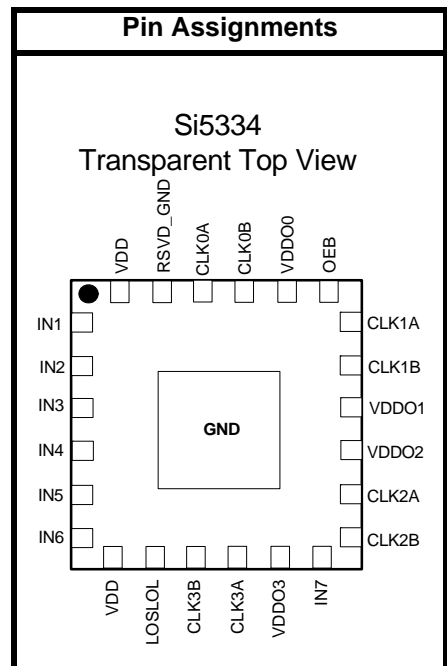 Pin Assignments
Si5334
Transparent Top View
VDD
RSVD_GND
CLK0A
CLK0B
VDDO0
OEB
IN1
IN2
IN3
IN4
IN5
IN6
GND
CLK1A
CLK1B
VDDO1
VDDO2
CLK2A
CLK2B
VDD
LOSLOL
CLK3B
CLK3A
VDDO3
IN7